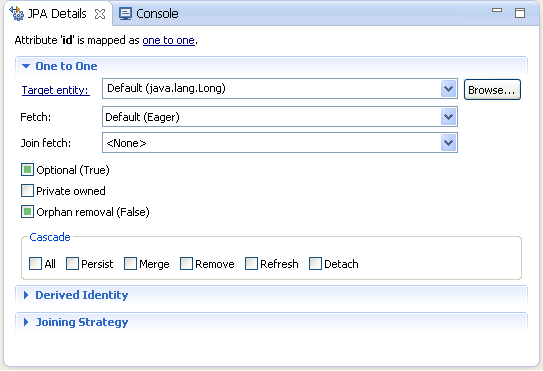 JPA Details Console
Attribute 'id' is mapped as one to one.
One to One
Target entity: Default (java.lang.Long) Browse...
Fetch: Default (Eager)
Join fetch: <None>
Optional (True)
Private owned
Orphan removal (False)
Cascade
All Persist Merge Remove Refresh Detach
Derived Identity
Joining Strategy